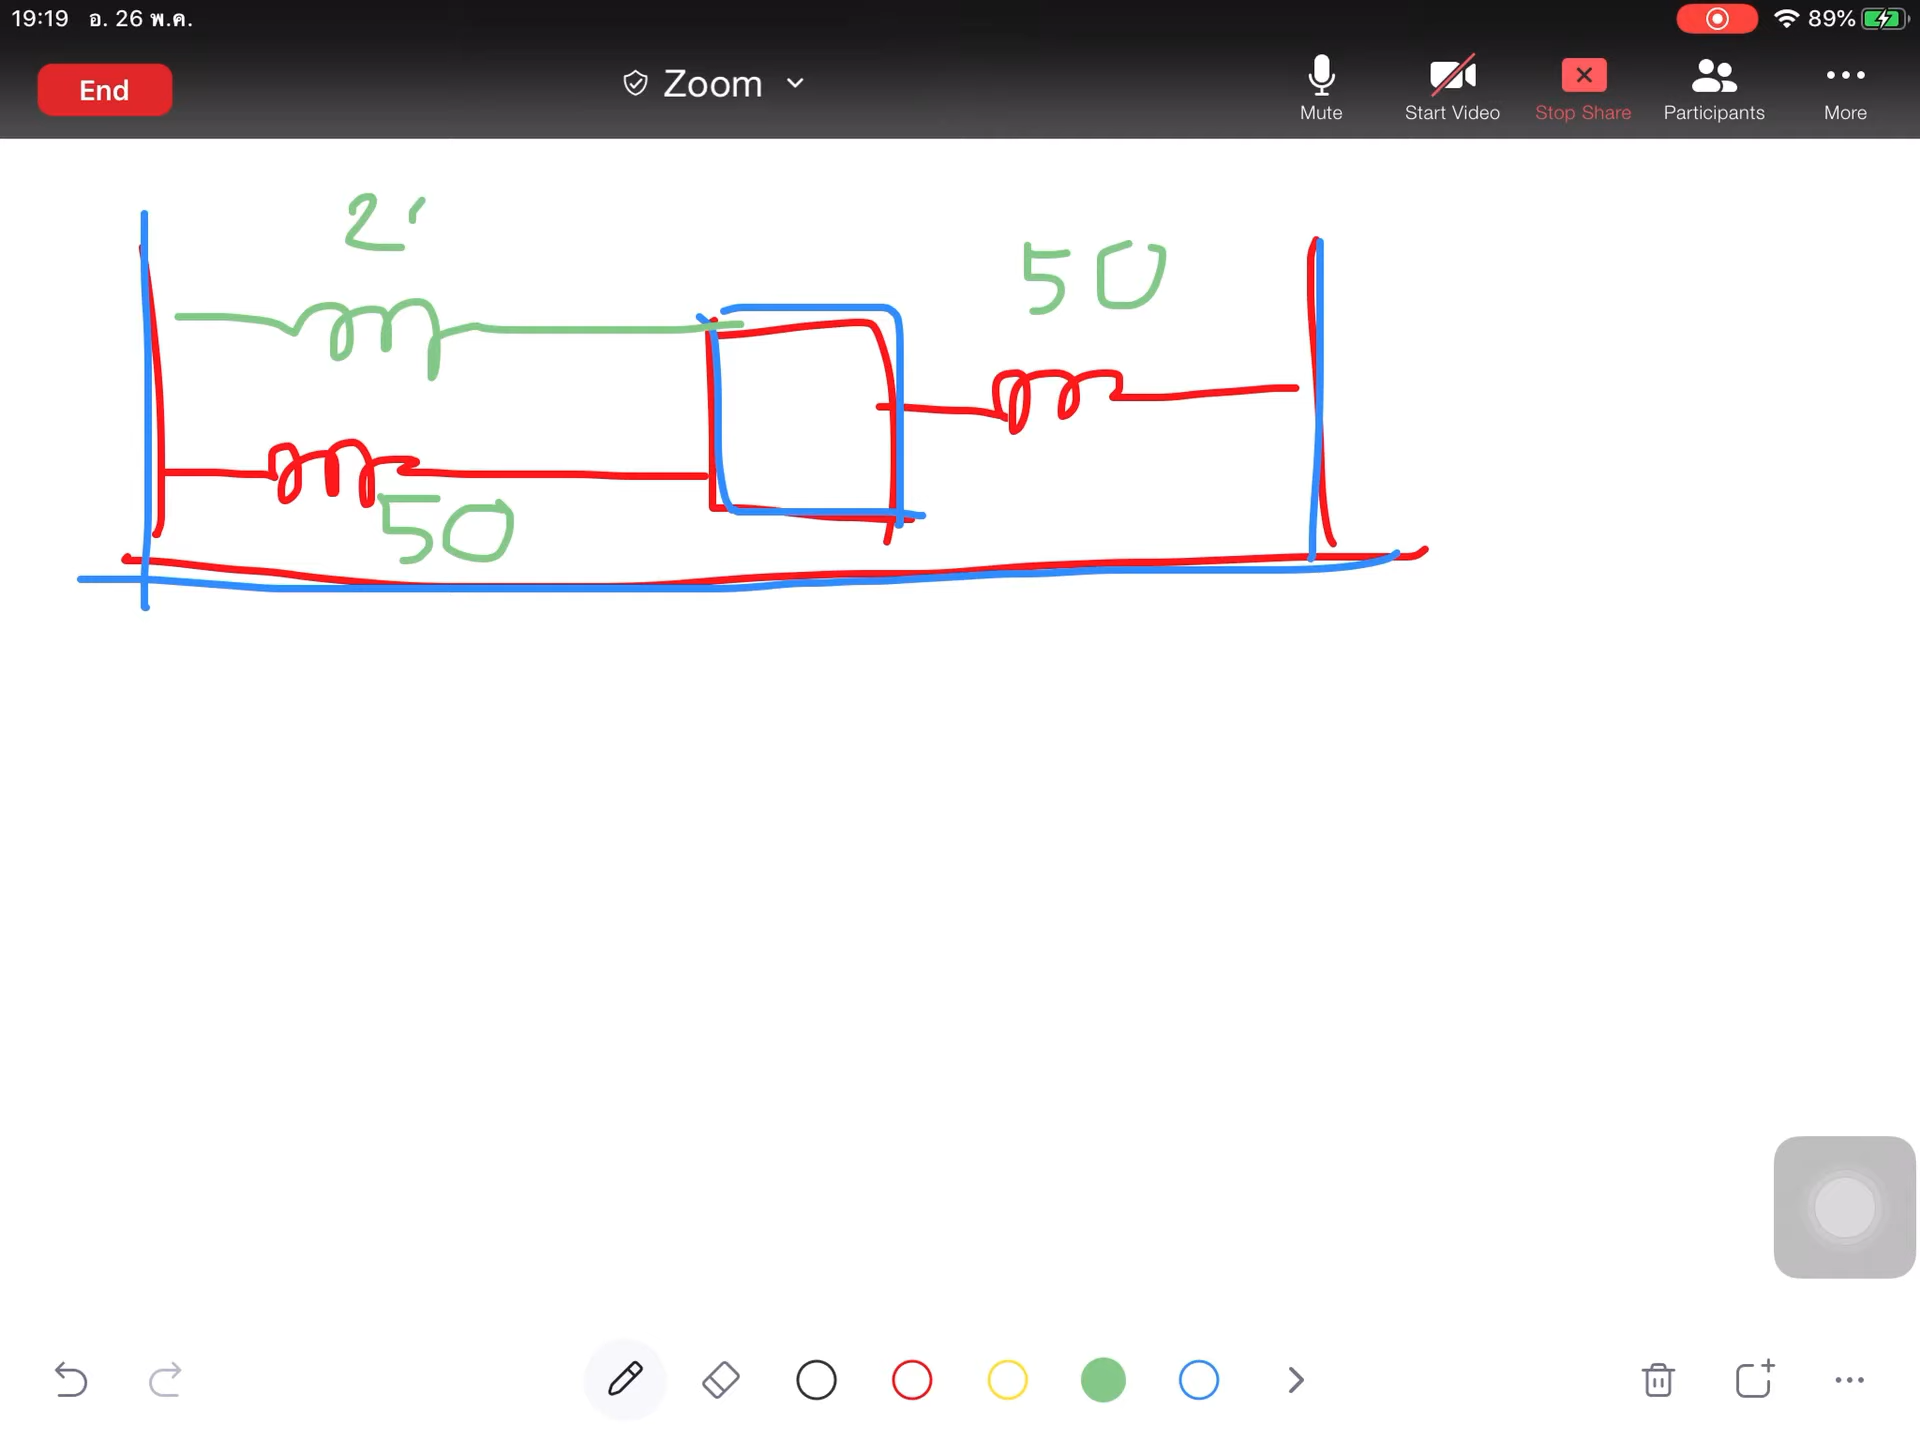 19:19 อ. 26 พ.ค.
89%
End
Zoom
Mute
Start Video
Stop Share
Participants
More
2
50
50